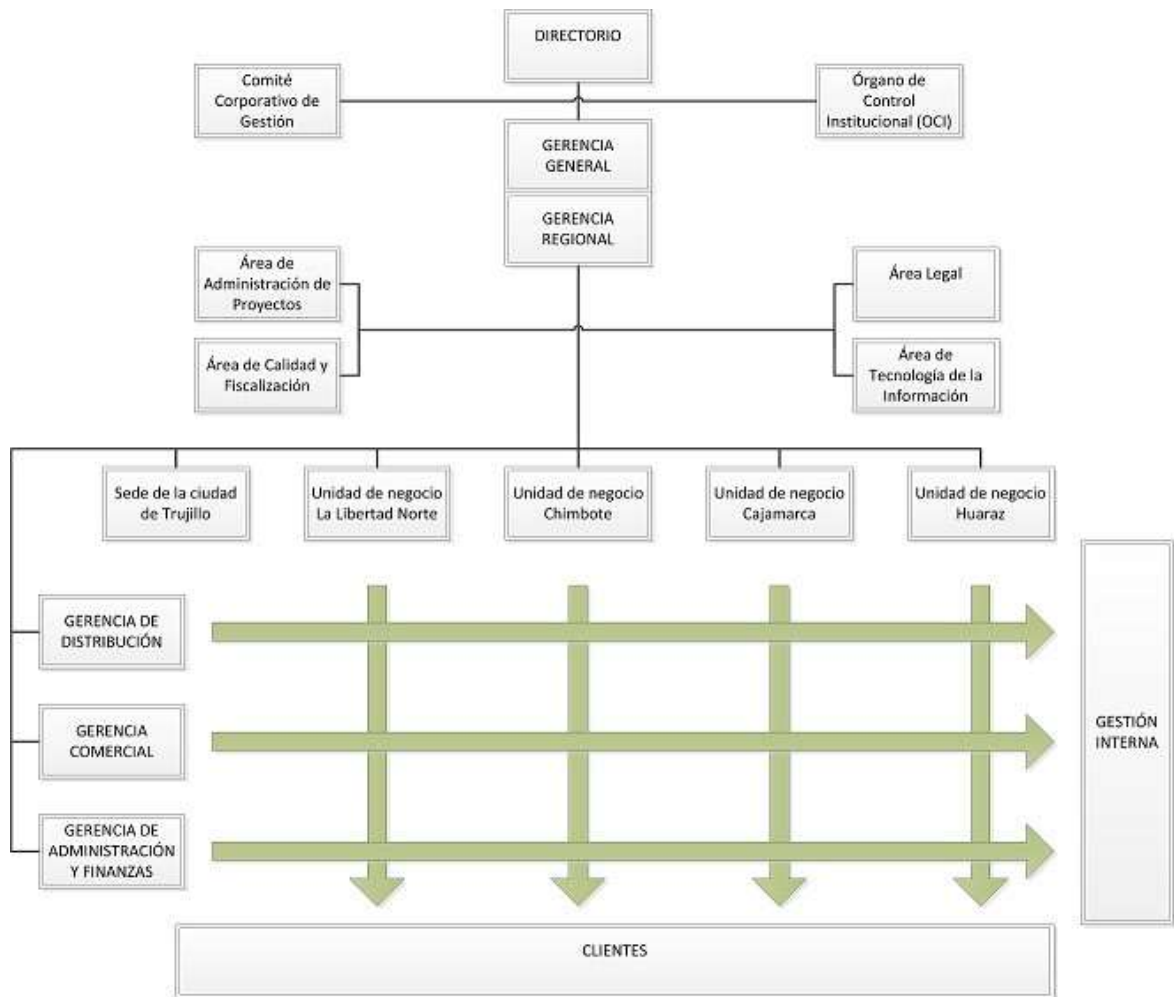 DIRECTORIO
Comité
Corporativo de
Gestión
Órgano de
Control
Institucional (OCI)
GERENCIA
GENERAL
GERENCIA
REGIONAL
Área de
Administración de
Proyectos
Área Legal
Área de Calidad y
Fiscalización
Área de
Tecnología de la
Información
Sede de la ciudad
de Trujillo
Unidad de negocio
La Libertad Norte
Unidad de negocio
Chimbote
Unidad de negocio
Cajamarca
Unidad de negocio
Huaraz
GERENCIA DE
DISTRIBUCIÓN
GERENCIA
COMERCIAL
GERENCIA DE
ADMINISTRACIÓN
Y FINANZAS
GESTIÓN
INTERNA
CLIENTES